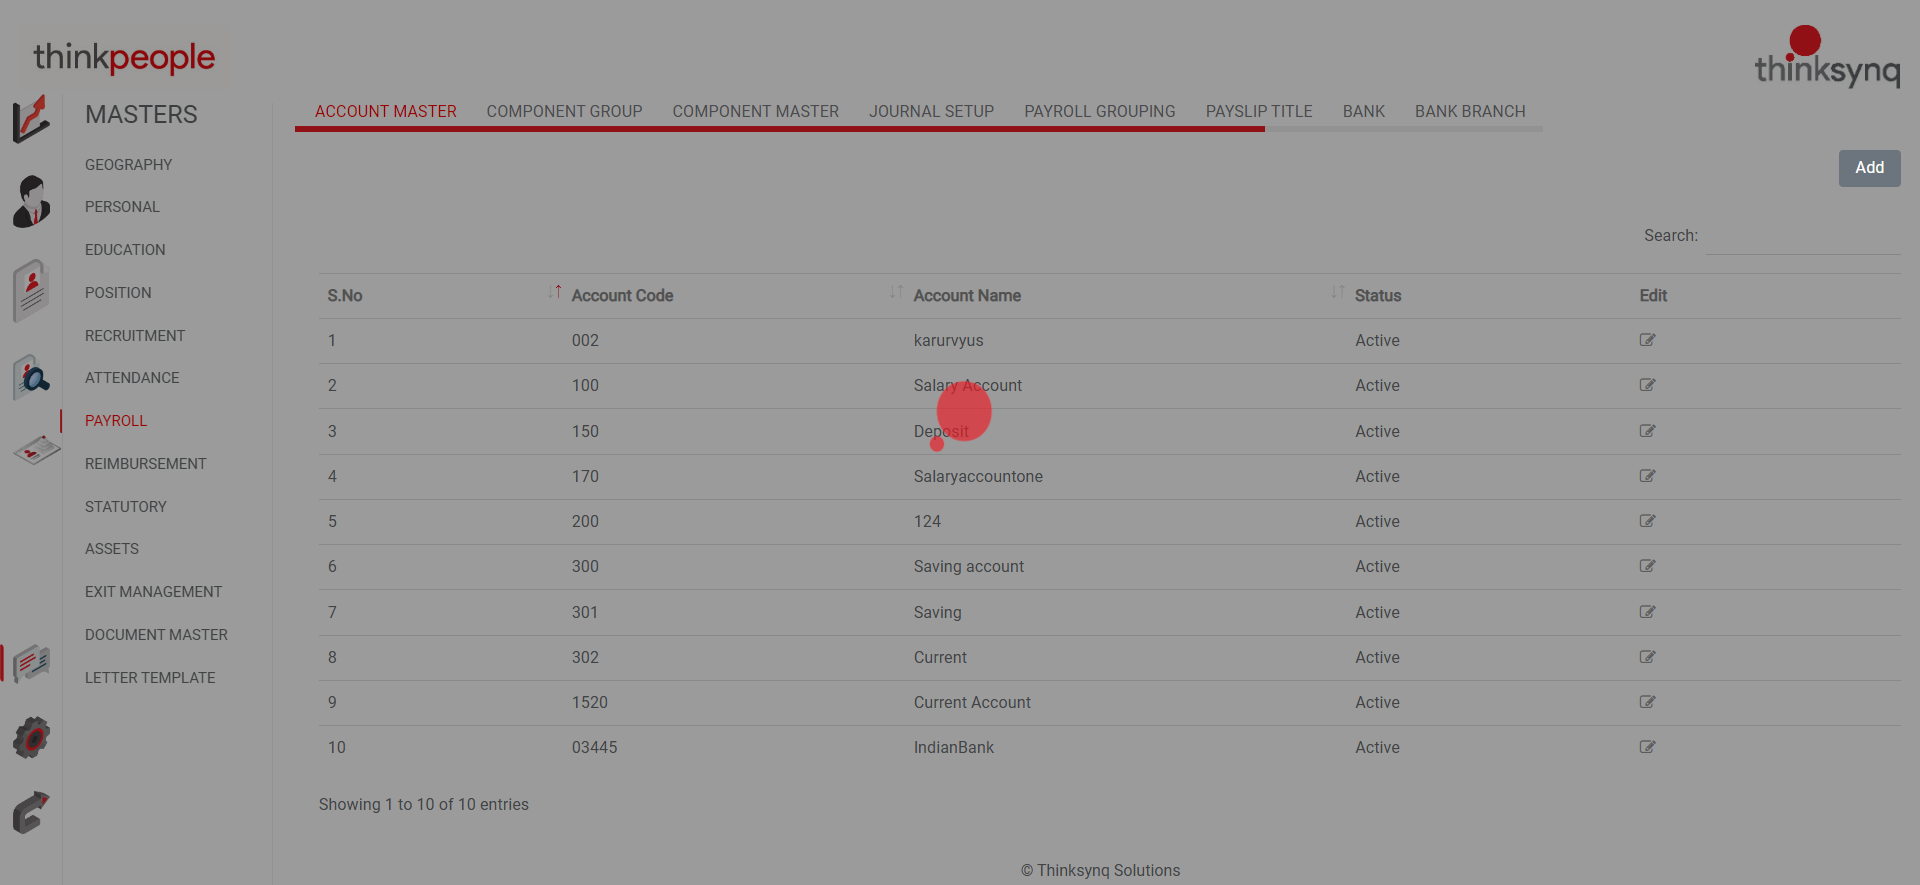 thinkpeople
thinksynq
MASTERS
GEOGRAPHY
PERSONAL
EDUCATION
POSITION
RECRUITMENT
ATTENDANCE
PAYROLL
REIMBURSEMENT
STATUTORY
ASSETS
EXIT MANAGEMENT
DOCUMENT MASTER
LETTER TEMPLATE
ACCOUNT MASTER COMPONENT GROUP COMPONENT MASTER JOURNAL SETUP PAYROLL GROUPING PAYSLIP TITLE BANK BANK BRANCH
Add
Search:
S.No Account Code Account Name Status Edit
1 002 karurvyus Active
2 100 Salary Account Active
3 150 Deposit Active
4 170 Salaryaccountone Active
5 200 124 Active
6 300 Saving account Active
7 301 Saving Active
8 302 Current Active
9 1520 Current Account Active
10 03445 IndianBank Active
Showing 1 to 10 of 10 entries
© Thinksynq Solutions